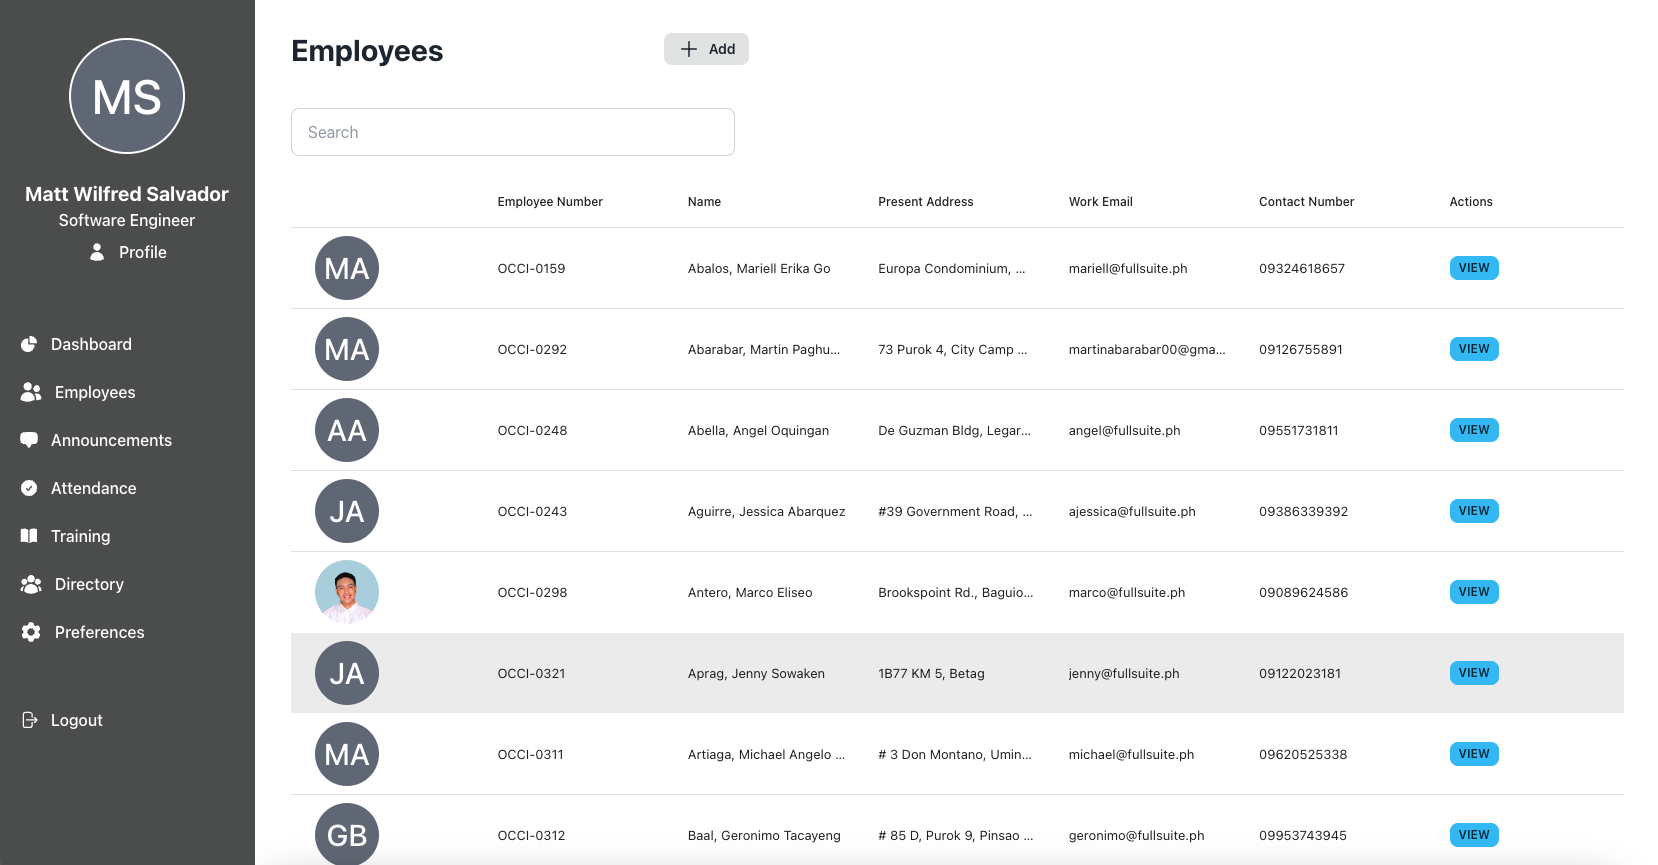 MS
Matt Wilfred Salvador
Software Engineer
Profile
Dashboard
Employees
Announcements
Attendance
Training
Directory
Preferences
Logout
Employees
Add
Search
Employee Number Name Present Address Work Email Contact Number Actions
MA OCCI-0159 Abalos, Mariell Erika Go Europa Condominium, ... mariell@fullsuite.ph 09324618657 VIEW
MA OCCI-0292 Abarabar, Martin Paghu... 73 Purok 4, City Camp ... martinabarabar00@gma... 09126755891 VIEW
AA OCCI-0248 Abella, Angel Oquingan De Guzman Bldg, Legar... angel@fullsuite.ph 09551731811 VIEW
JA OCCI-0243 Aguirre, Jessica Abarquez #39 Government Road, ... ajessica@fullsuite.ph 09386339392 VIEW
OCCI-0298 Antero, Marco Eliseo Brookspoint Rd., Baguio... marco@fullsuite.ph 09089624586 VIEW
JA OCCI-0321 Aprag, Jenny Sowaken 1B77 KM 5, Betag jenny@fullsuite.ph 09122023181 VIEW
MA OCCI-0311 Artiaga, Michael Angelo ... # 3 Don Montano, Umin... michael@fullsuite.ph 09620525338 VIEW
GB OCCI-0312 Baal, Geronimo Tacayeng # 85 D, Purok 9, Pinsao ... geronimo@fullsuite.ph 09953743945 VIEW